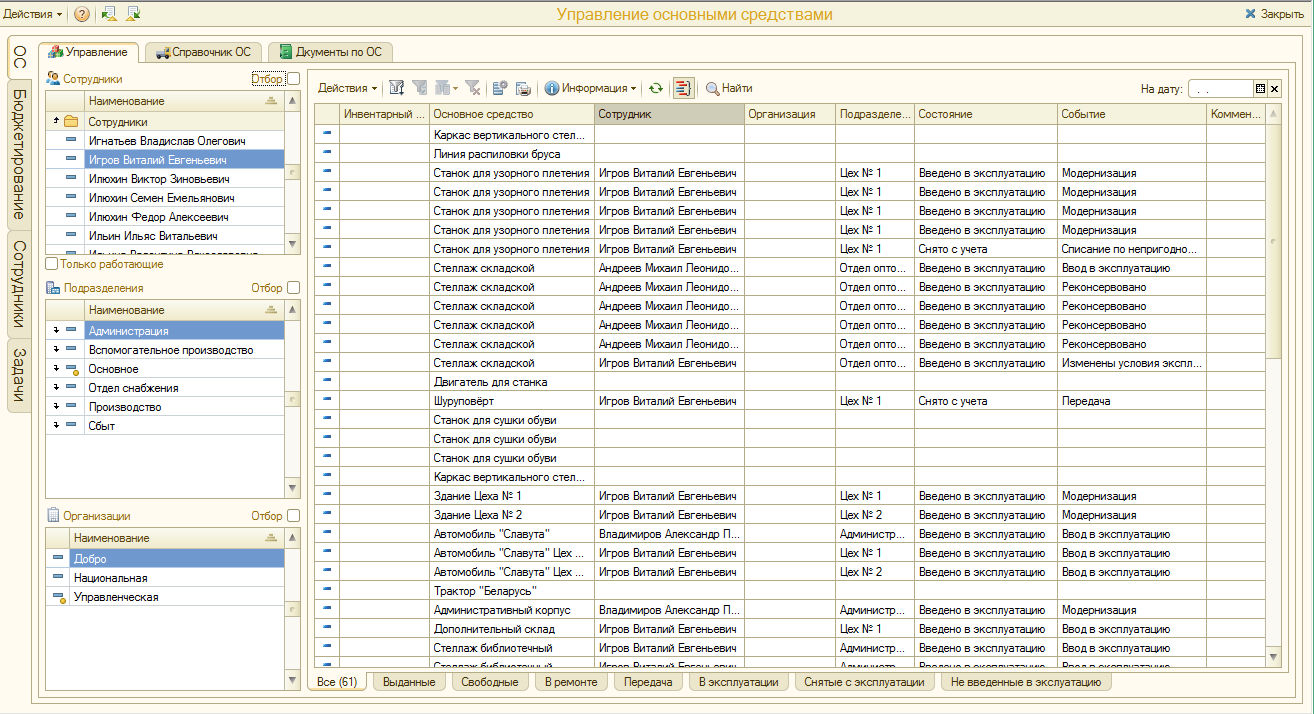 Действия
Управление основными средствами
Закрыть
ОС
Бюджетирование
Сотрудники
Задачи
Управление Справочник ОС Дкументы по ОС
Сотрудники Отбор
Наименование
Сотрудники
Игнатьев Владислав Олегович
Игров Виталий Евгеньевич
Илюхин Виктор Зиновьевич
Илюхин Семен Емельянович
Илюхин Федор Алексеевич
Ильин Ильяс Витальевич
Только работающие
Подразделения Отбор
Наименование
Администрация
Вспомогательное производство
Основное
Отдел снабжения
Производство
Сбыт
Организации Отбор
Наименование
Добро
Национальная
Управленческая
Действия Информация Найти На дату: . .
Инвентарный ... Основное средство Сотрудник Организация Подразделе... Состояние Событие Коммен...
Каркас вертикального стел...
Линия распиловки бруса
Станок для узорного плетения Игров Виталий Евгеньевич Цех № 1 Введено в эксплуатацию Модернизация
Станок для узорного плетения Игров Виталий Евгеньевич Цех № 1 Введено в эксплуатацию Модернизация
Станок для узорного плетения Игров Виталий Евгеньевич Цех № 1 Введено в эксплуатацию Модернизация
Станок для узорного плетения Игров Виталий Евгеньевич Цех № 1 Введено в эксплуатацию Модернизация
Станок для узорного плетения Игров Виталий Евгеньевич Цех № 1 Снято с учета Списание по непригодно...
Стеллаж складской Андреев Михаил Леонидо... Отдел опто... Введено в эксплуатацию Ввод в эксплуатацию
Стеллаж складской Андреев Михаил Леонидо... Отдел опто... Введено в эксплуатацию Реконсервовано
Стеллаж складской Андреев Михаил Леонидо... Отдел опто... Введено в эксплуатацию Реконсервовано
Стеллаж складской Андреев Михаил Леонидо... Отдел опто... Введено в эксплуатацию Реконсервовано
Стеллаж складской Андреев Михаил Леонидо... Отдел опто... Введено в эксплуатацию Реконсервовано
Стеллаж складской Игров Виталий Евгеньевич Отдел опто... Введено в эксплуатацию Изменены условия экспл...
Двигатель для станка
Шуруповёрт Игров Виталий Евгеньевич Цех № 1 Снято с учета Передача
Станок для сушки обуви
Станок для сушки обуви
Станок для сушки обуви
Каркас вертикального стел...
Здание Цеха № 1 Игров Виталий Евгеньевич Цех № 1 Введено в эксплуатацию Модернизация
Здание Цеха № 2 Игров Виталий Евгеньевич Цех № 2 Введено в эксплуатацию Модернизация
Автомобиль "Славута" Владимиров Александр П... Администр... Введено в эксплуатацию Ввод в эксплуатацию
Автомобиль "Славута" Цех ... Игров Виталий Евгеньевич Цех № 1 Введено в эксплуатацию Ввод в эксплуатацию
Автомобиль "Славута" Цех ... Игров Виталий Евгеньевич Цех № 2 Введено в эксплуатацию Ввод в эксплуатацию
Трактор "Беларусь"
Административный корпус Владимиров Александр П... Администр... Введено в эксплуатацию Модернизация
Дополнительный склад Игров Виталий Евгеньевич Цех № 1 Введено в эксплуатацию Ввод в эксплуатацию
Стеллаж библиотечный Игров Виталий Евгеньевич Администр... Введено в эксплуатацию Ввод в эксплуатацию
Стеллаж библиотечный Игров Виталий Евгеньевич Администр... Введено в эксплуатацию Ввод в эксплуатацию
Все (61) Выданные Свободные В ремонте Передача В эксплуатации Снятые с эксплуатации Не введенные в экслуатацию